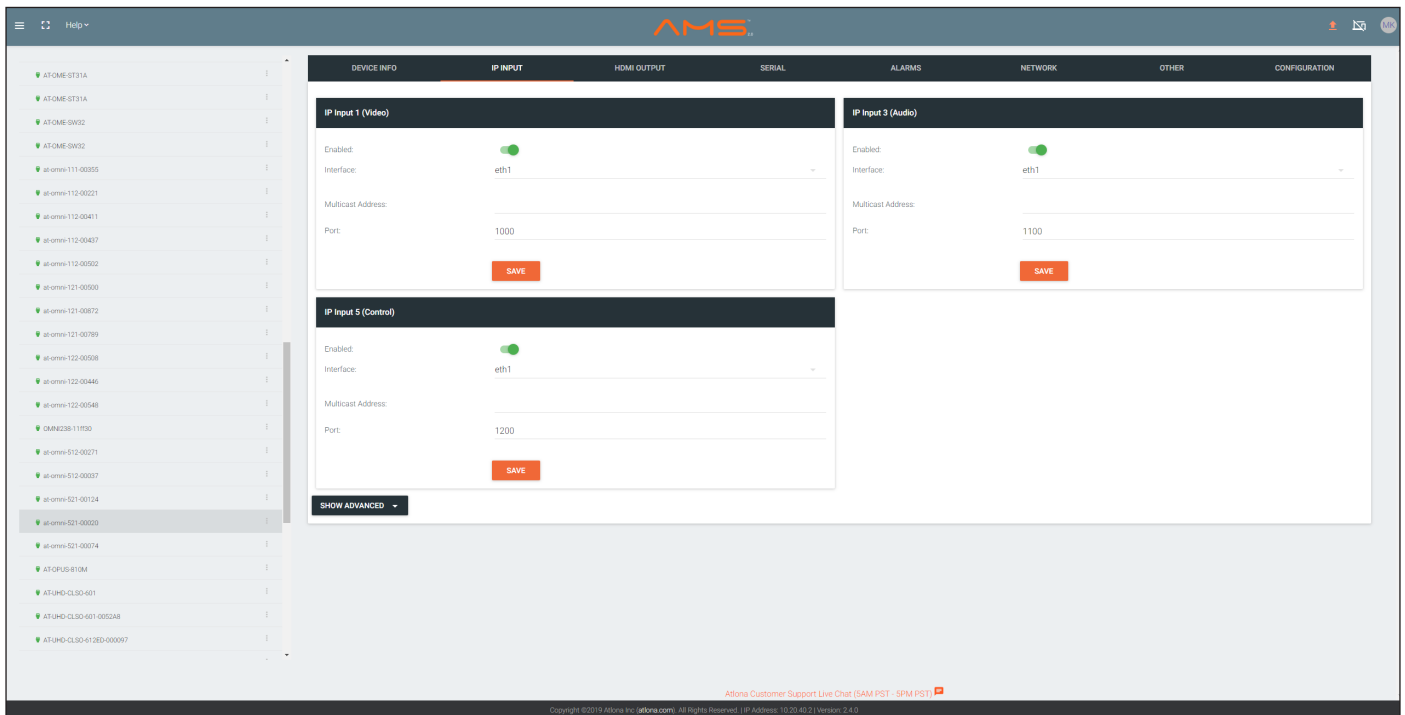 Help
AMS
MK
AT-OME-ST31A
AT-OME-ST31A
AT-OME-SW32
AT-OME-SW32
at-omni-111-00355
at-omni-112-00221
at-omni-112-00411
at-omni-112-00437
at-omni-112-00502
at-omni-121-00500
at-omni-121-00872
at-omni-121-00789
at-omni-122-00508
at-omni-122-00446
at-omni-122-00548
OMNI238-11ff30
at-omni-512-00271
at-omni-512-00037
at-omni-521-00124
at-omni-521-00020
at-omni-521-00074
AT-OPUS-810M
AT-UHD-CLSO-601
AT-UHD-CLSO-601-0052A8
AT-UHD-CLSO-612ED-000097
DEVICE INFO IP INPUT HDMI OUTPUT SERIAL ALARMS NETWORK OTHER CONFIGURATION
IP Input 1 (Video)
Enabled:
Interface: eth1
Multicast Address:
Port: 1000
SAVE
IP Input 3 (Audio)
Enabled:
Interface: eth1
Multicast Address:
Port: 1100
SAVE
IP Input 5 (Control)
Enabled:
Interface: eth1
Multicast Address:
Port: 1200
SAVE
SHOW ADVANCED
Atlona Customer Support Live Chat (5AM PST - 5PM PST)
Copyright ©2019 Atlona Inc (atlona.com). All Rights Reserved. | IP Address: 10.20.40.2 | Version: 2.4.0